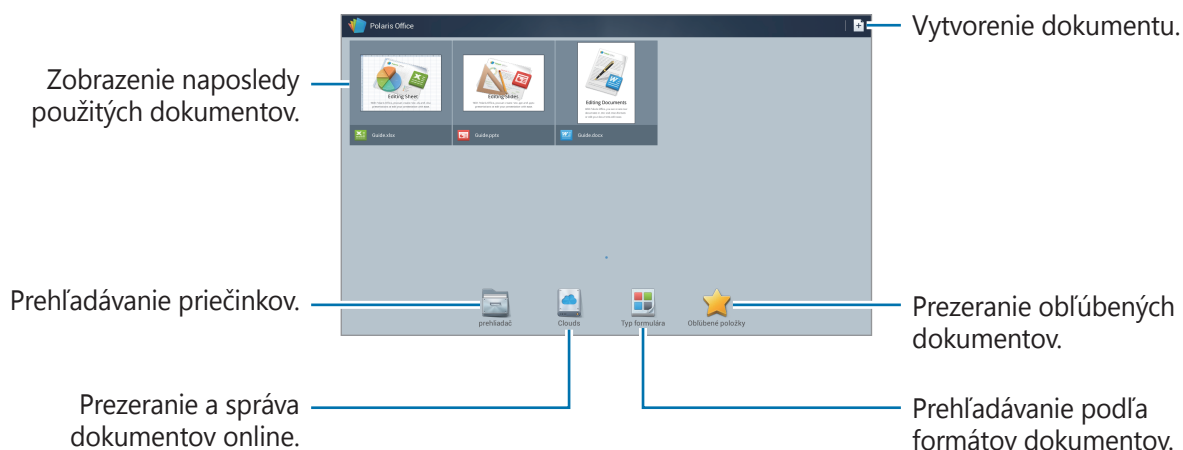 Polaris Office
Vytvorenie dokumentu.
Zobrazenie naposledy
použitých dokumentov.
Editing Sheet
Editing Slides
Editing Documents
Guide.xlsx
Guide.pptx
Guide.docx
Prehľadávanie priečinkov.
prehliadač
Clouds
Typ formulára
Obľúbené položky
Prezeranie obľúbených
dokumentov.
Prezeranie a správa
dokumentov online.
Prehľadávanie podľa
formátov dokumentov.